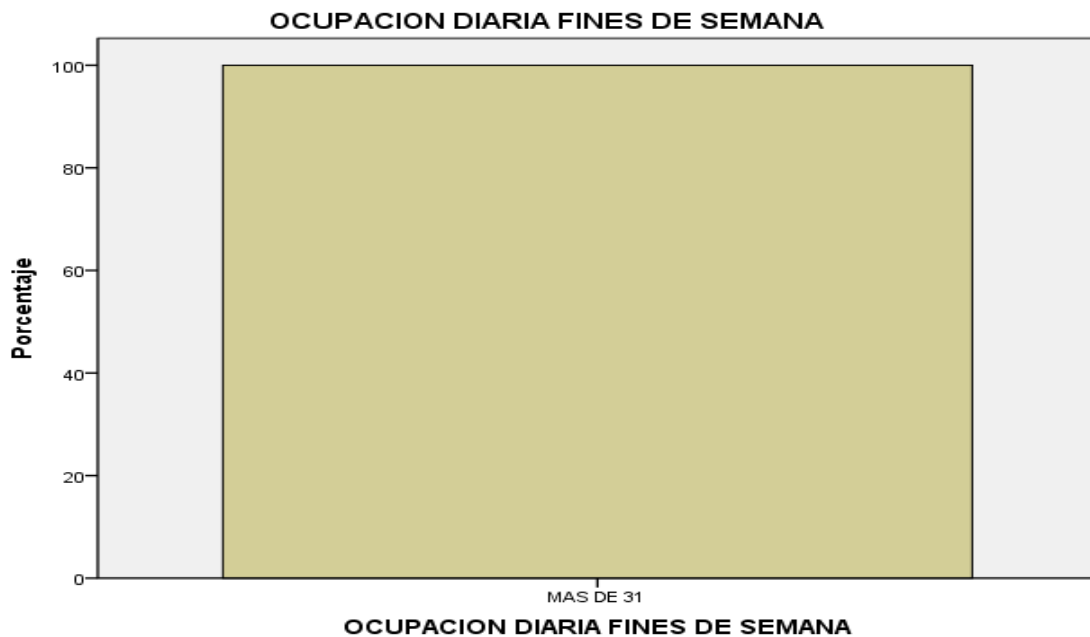 OCUPACION DIARIA FINES DE SEMANA
Porcentaje
100
80
60
40
20
0
MAS DE 31
OCUPACION DIARIA FINES DE SEMANA